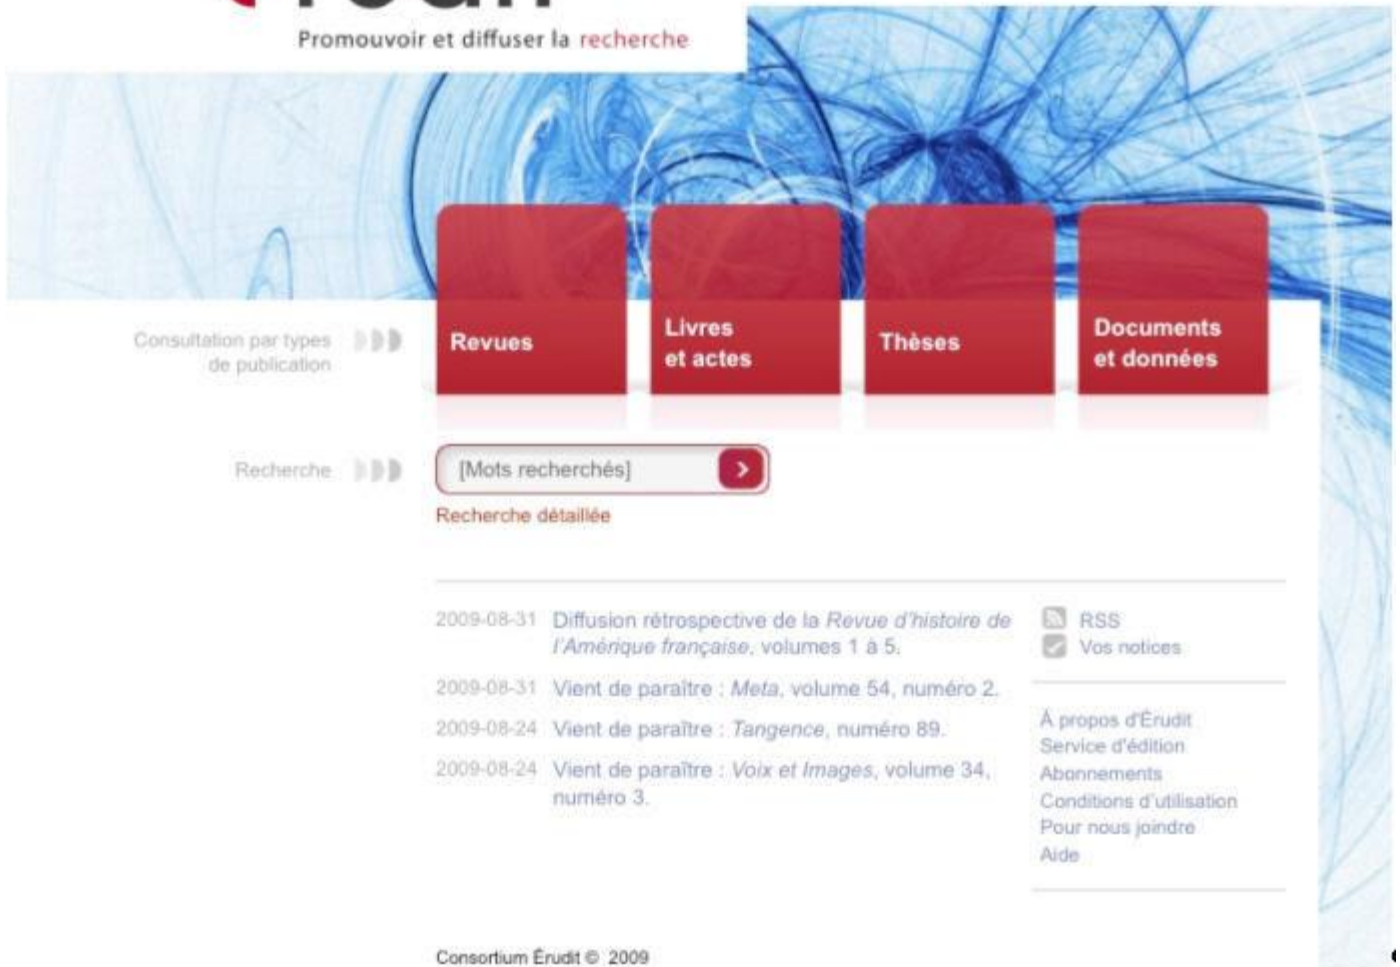 Promouvoir et diffuser la recherche
Consultation par types
de publication
Revues
Livres
et actes
Thèses
Documents
et données
Recherche
[Mots recherchés]
Recherche détaillée
2009-08-31 Diffusion rétrospective de la Revue d'histoire de
l'Amérique française, volumes 1 à 5.
2009-08-31 Vient de paraître : Meta, volume 54, numéro 2.
2009-08-24 Vient de paraître : Tangence, numéro 89.
2009-08-24 Vient de paraître : Voix et Images, volume 34,
numéro 3.
RSS
Vos notices
À propos d'Érudit
Service d'édition
Abonnements
Conditions d'utilisation
Pour nous joindre
Aide
Consortium Érudit © 2009